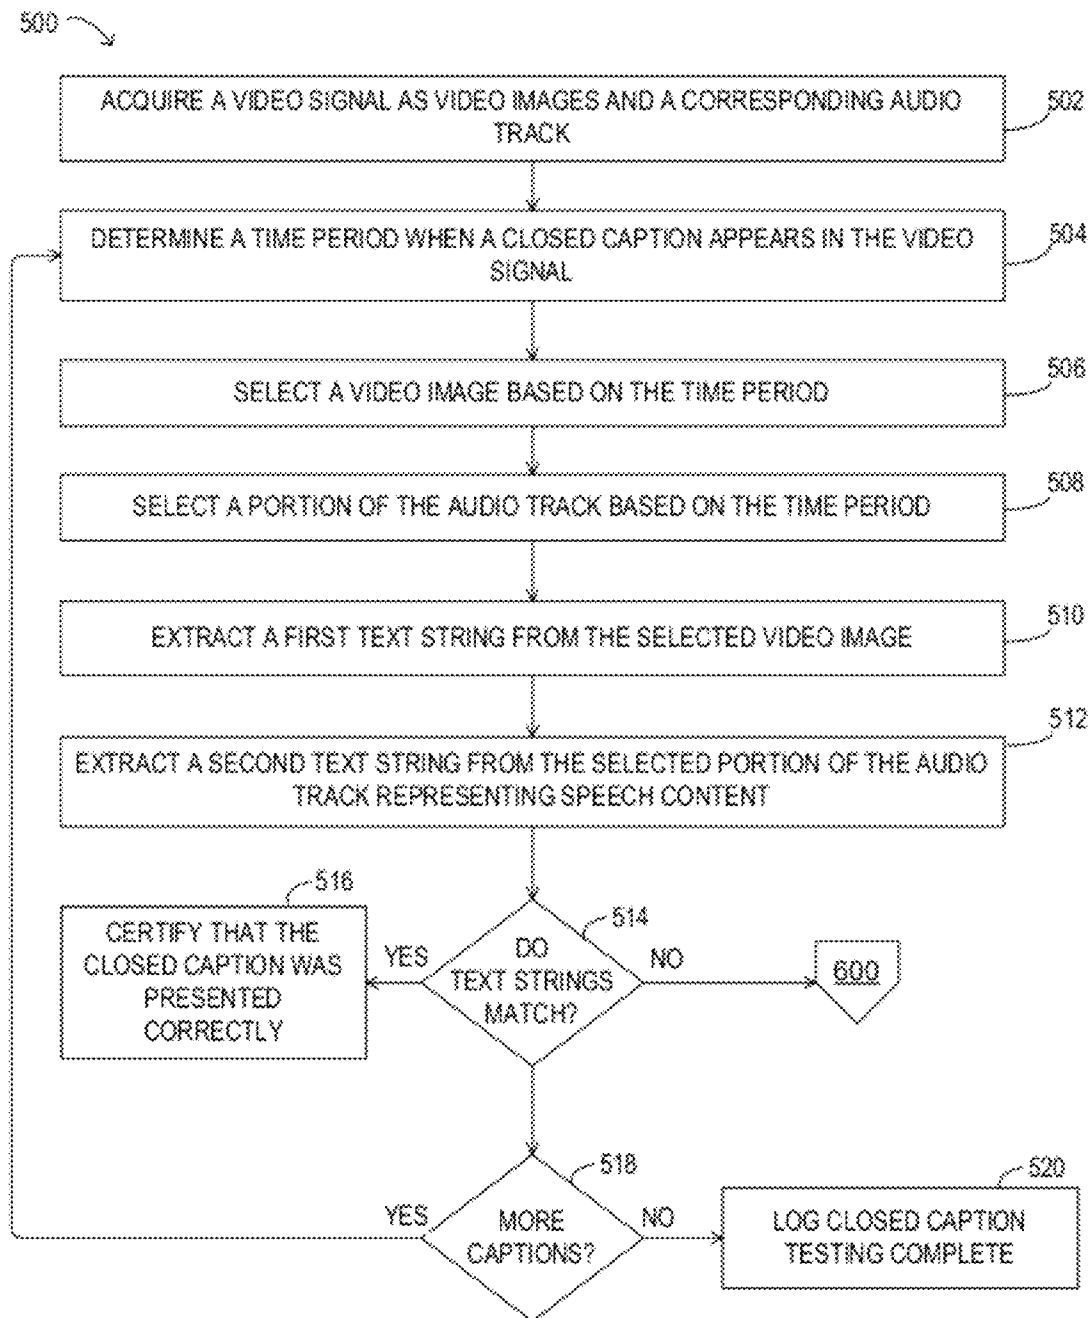 500
ACQUIRE A VIDEO SIGNAL AS VIDEO IMAGES AND A CORRESPONDING AUDIO
TRACK
502
DETERMINE A TIME PERIOD WHEN A CLOSED CAPTION APPEARS IN THE VIDEO
SIGNAL
504
SELECT A VIDEO IMAGE BASED ON THE TIME PERIOD
506
SELECT A PORTION OF THE AUDIO TRACK BASED ON THE TIME PERIOD
508
EXTRACT A FIRST TEXT STRING FROM THE SELECTED VIDEO IMAGE
510
EXTRACT A SECOND TEXT STRING FROM THE SELECTED PORTION OF THE AUDIO
TRACK REPRESENTING SPEECH CONTENT
512
516
CERTIFY THAT THE
CLOSED CAPTION WAS
PRESENTED
CORRECTLY
YES
514
DO
TEXT STRINGS
MATCH?
NO
600
518
YES
MORE
CAPTIONS?
NO
520
LOG CLOSED CAPTION
TESTING COMPLETE